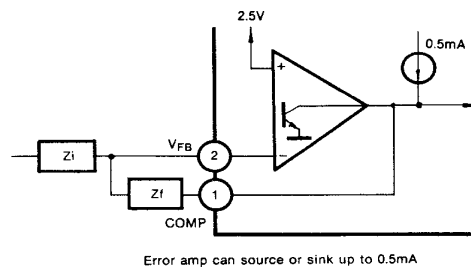 2.5V
0.5mA
+
Zi
VFB
2
−
Zf
1
COMP
Error amp can source or sink up to 0.5mA